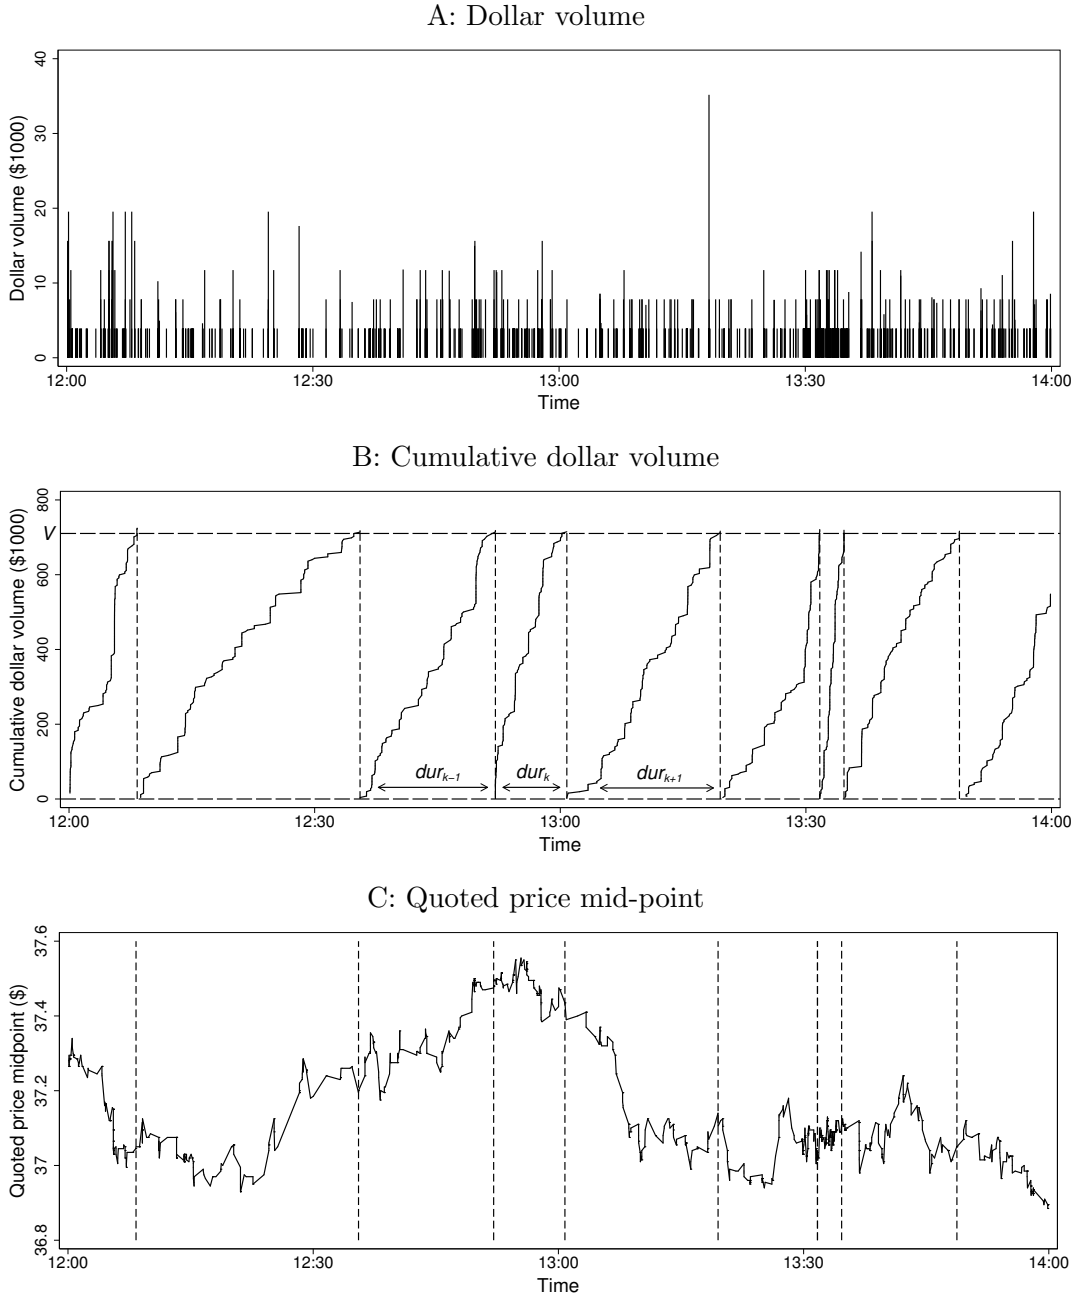 A: Dollar volume
Dollar volume ($1000)
40
30
20
10
0
12:00 12:30 13:00 13:30 14:00
Time
B: Cumulative dollar volume
Cumulative dollar volume ($1000)
800
V
600
400
200
0
dur k−1 dur k dur k+1
12:00 12:30 13:00 13:30 14:00
Time
C: Quoted price mid-point
Quoted price midpoint ($)
37.6
37.4
37.2
37
36.8
12:00 12:30 13:00 13:30 14:00
Time